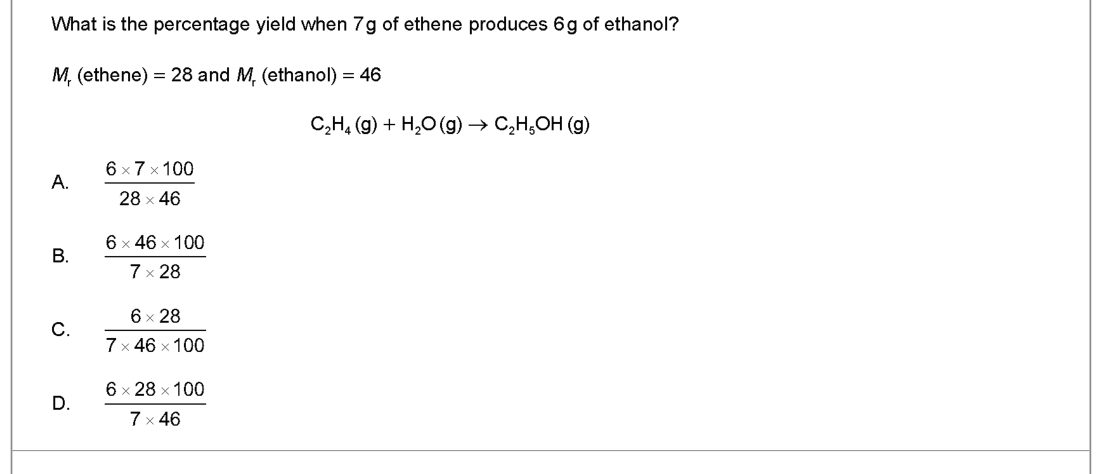 What is the percentage yield when 7 g of ethene produces 6 g of ethanol?
Mᵣ (ethene) = 28 and Mᵣ (ethanol) = 46
C₂H₄ (g) + H₂O (g) → C₂H₅OH (g)
A.
6 × 7 × 100
28 × 46
B.
6 × 46 × 100
7 × 28
C.
6 × 28
7 × 46 × 100
D.
6 × 28 × 100
7 × 46